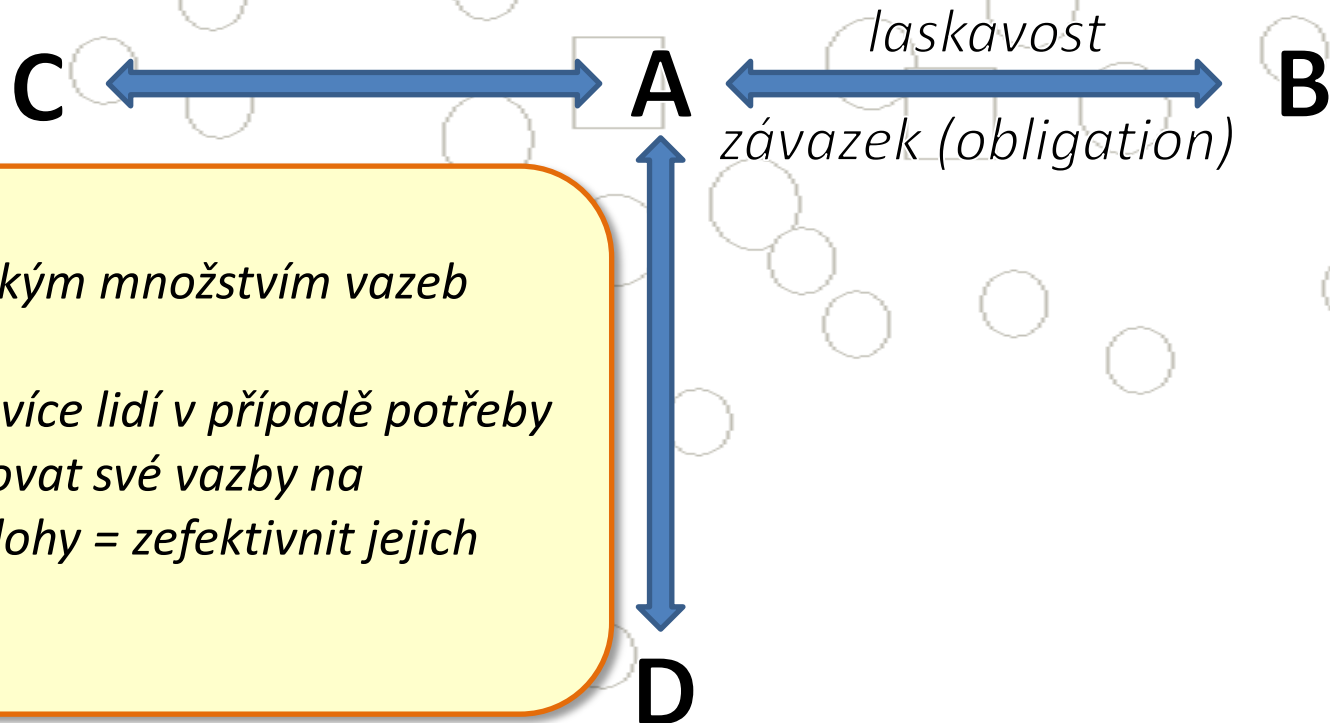 laskavost
C A B
závazek (obligation)
kým množstvím vazeb
více lidí v případě potřeby
ovat své vazby na
lohy = zefektivnit jejich
D